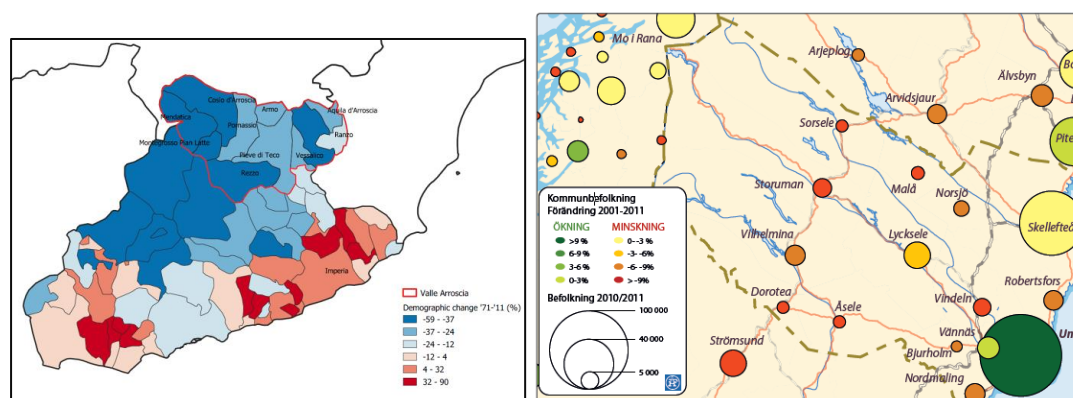 Cosio d'Arroscia
Armo
Aquila d'Arroscia
Mendatica
Pornassio
Ranzo
Montegrosso Pian Latte
Pieve di Teco
Vessalico
Rezzo
Imperia
Valle Arroscia
Demographic change '71-'11 (%)
-59 - -37
-37 - -24
-24 - -12
-12 - 4
4 - 32
32 - 90
Mo i Rana
Arjeplog
Älvsbyn
Arvidsjaur
Sorsele
Storuman
Malå
Norsjö
Skellefteå
Vilhelmina
Lycksele
Robertsfors
Dorotea
Åsele
Vindeln
Vännäs
Strömsund
Bjurholm
Nordmaling
Kommunbefolkning
Förändring 2001-2011
ÖKNING MINSKNING
>9 % 0--3 %
6-9% -3 - -6%
3-6% -6 - -9%
0-3% >-9%
Befolkning 2010/2011
100 000
40 000
5 000